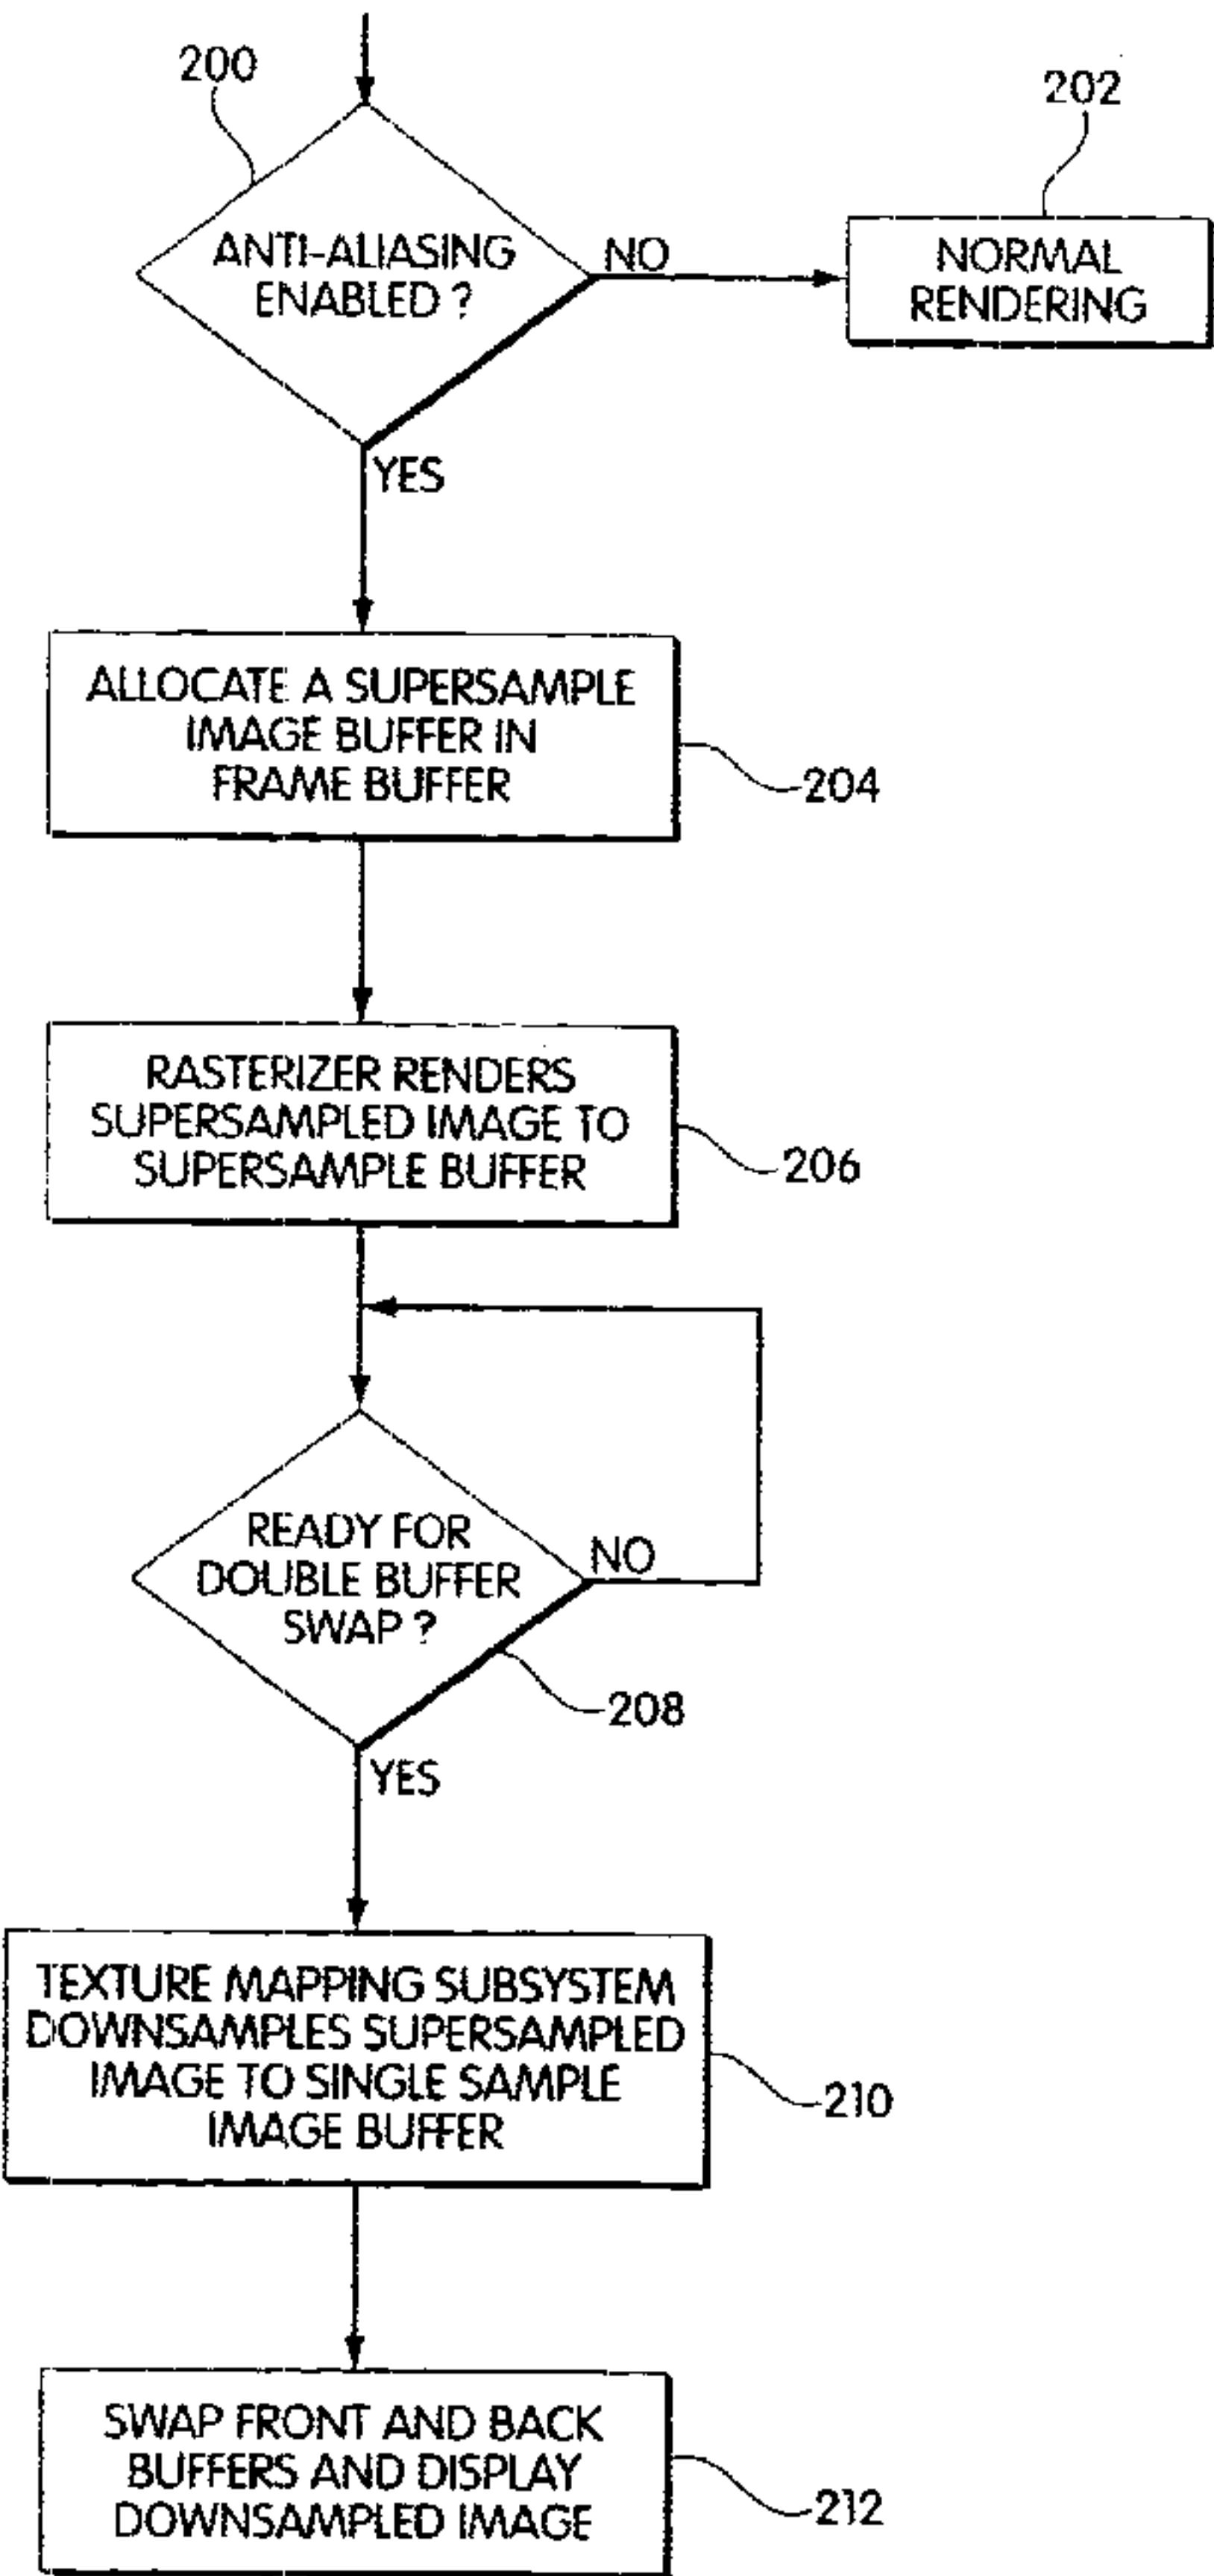 200
202
ANTI-ALIASING
ENABLED ?
NO
NORMAL
RENDERING
YES
ALLOCATE A SUPERSAMPLE
IMAGE BUFFER IN
FRAME BUFFER
204
RASTERIZER RENDERS
SUPERSAMPLED IMAGE TO
SUPERSAMPLE BUFFER
206
READY FOR
DOUBLE BUFFER
SWAP ?
NO
208
YES
TEXTURE MAPPING SUBSYSTEM
DOWNSAMPLES SUPERSAMPLED
IMAGE TO SINGLE SAMPLE
IMAGE BUFFER
210
SWAP FRONT AND BACK
BUFFERS AND DISPLAY
DOWNSAMPLED IMAGE
212